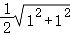 ½√(1² + 1²)